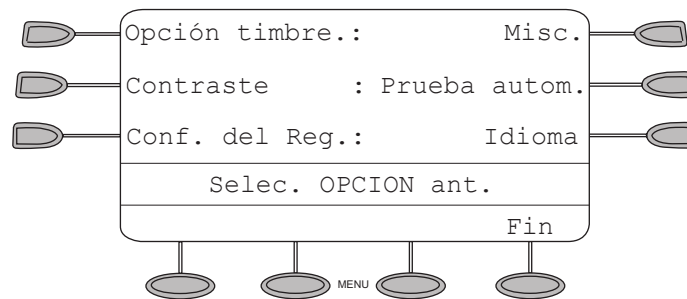 Opción timbre.: Misc.
Contraste : Prueba autom.
Conf. del Reg.: Idioma
Selec. OPCION ant.
Fin
MENU